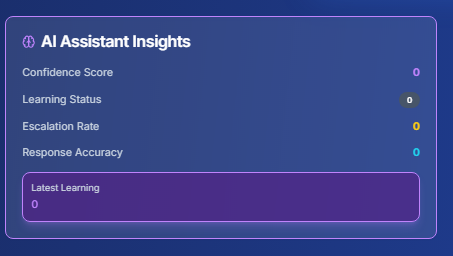 AI Assistant Insights
Confidence Score 0
Learning Status 0
Escalation Rate 0
Response Accuracy 0
Latest Learning
0